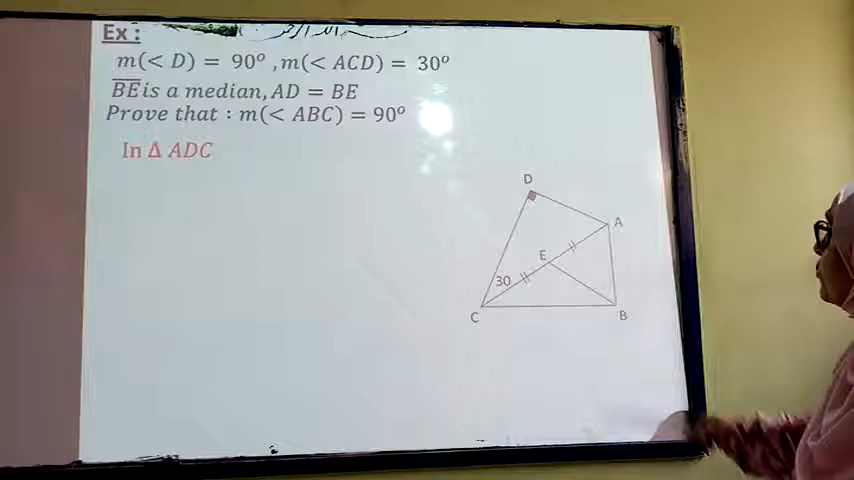 Ex :
m(< D) = 90° , m(< ACD) = 30°
BE is a median, AD = BE
Prove that : m(< ABC) = 90°
In Δ ADC
D
A
E
30
C
B